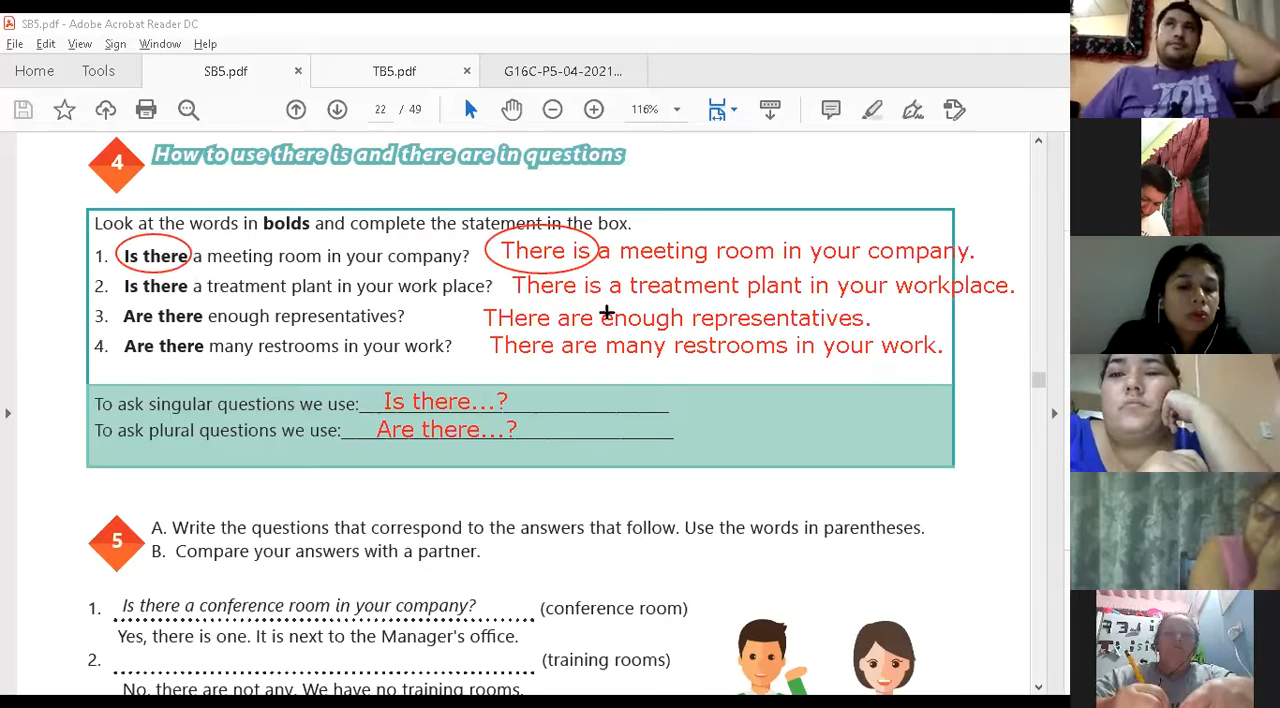 SB5.pdf - Adobe Acrobat Reader DC
File Edit View Sign Window Help
Home Tools SB5.pdf × TB5.pdf × G16C-P5-04-2021...
22 / 49 116%
4 How to use there is and there are in questions
Look at the words in bolds and complete the statement in the box.
1. Is there a meeting room in your company? There is a meeting room in your company.
2. Is there a treatment plant in your work place? There is a treatment plant in your workplace.
3. Are there enough representatives? THere are enough representatives.
4. Are there many restrooms in your work? There are many restrooms in your work.
To ask singular questions we use: Is there...?
To ask plural questions we use: Are there...?
5 A. Write the questions that correspond to the answers that follow. Use the words in parentheses.
B. Compare your answers with a partner.
1. Is there a conference room in your company? (conference room)
Yes, there is one. It is next to the Manager's office.
2. (training rooms)
No, there are not any. We have no training rooms.